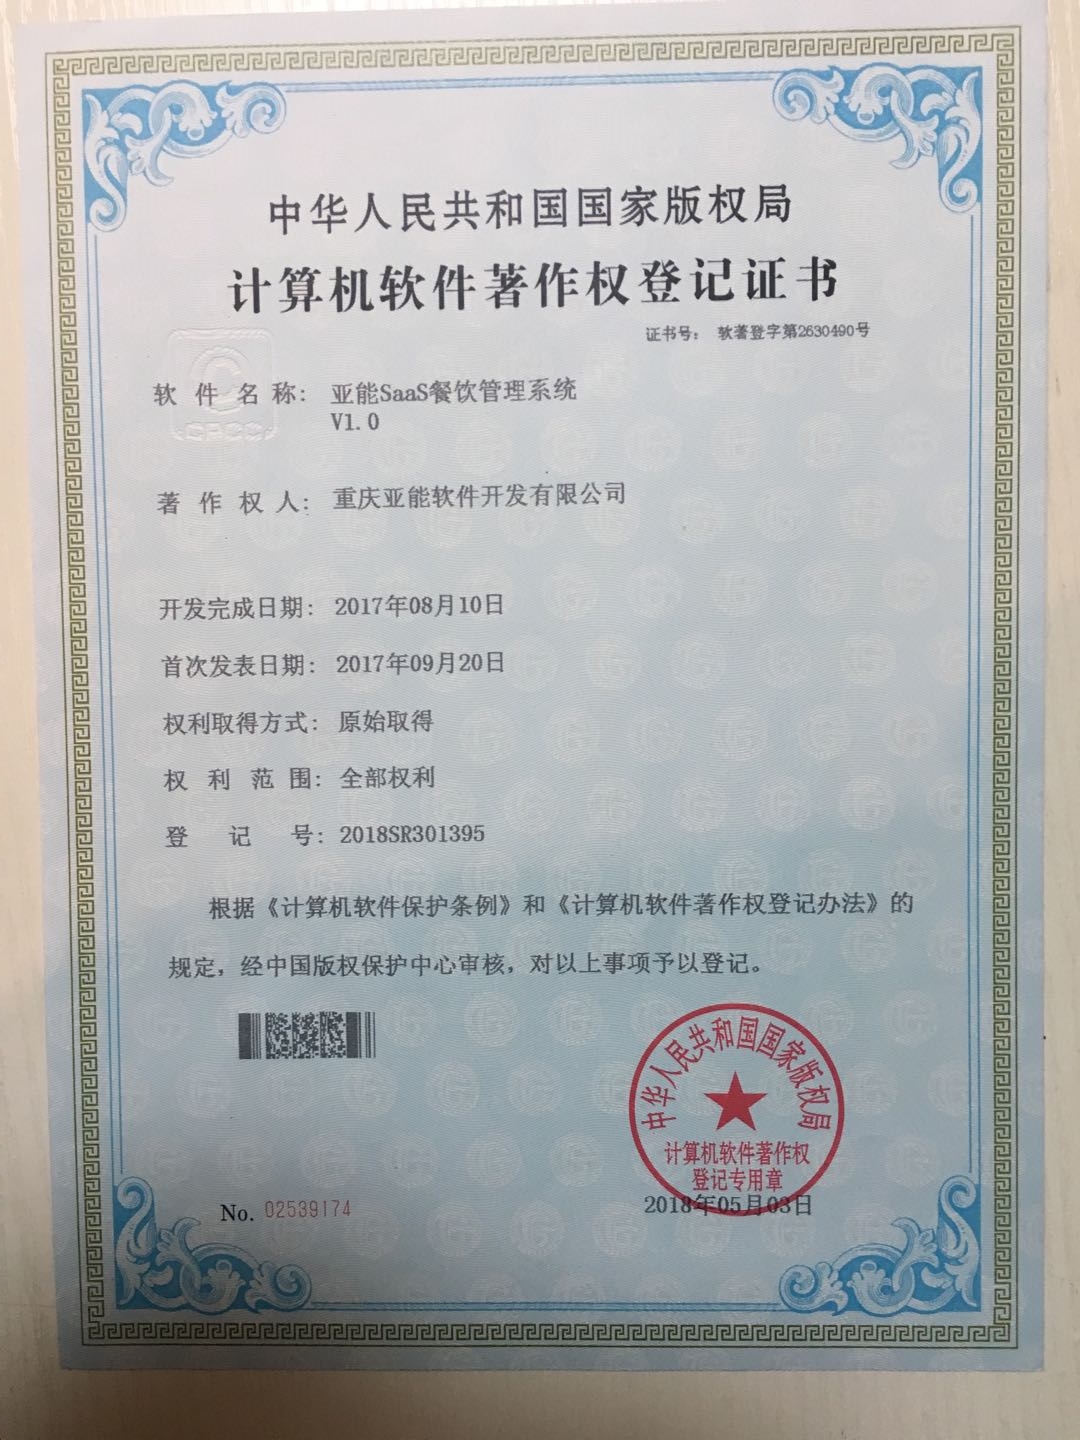 中华人民共和国国家版权局
计算机软件著作权登记证书
证书号： 软著登字第2630490号
CPCC
软件名称： 亚能SaaS餐饮管理系统
V1.0
著作权人： 重庆亚能软件开发有限公司
开发完成日期： 2017年08月10日
首次发表日期： 2017年09月20日
权利取得方式： 原始取得
权利范围： 全部权利
登记号： 2018SR301395
根据《计算机软件保护条例》和《计算机软件著作权登记办法》的
规定，经中国版权保护中心审核，对以上事项予以登记。
中华人民共和国国家版权局
计算机软件著作权
登记专用章
No. 02539174
2018年05月03日